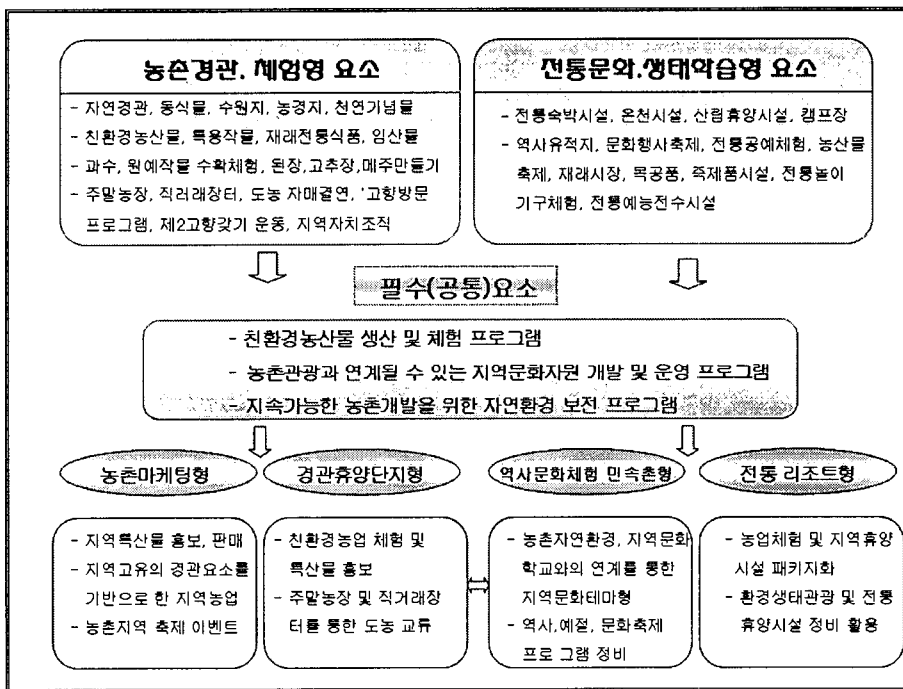 농촌경관, 체험형 요소
- 자연경관, 동식물, 수원지, 농경지, 천연기념물
- 친환경농산물, 특용작물, 재래전통식품, 임산물
- 과수, 원예작물 수확체험, 된장,고추장,메주만들기
- 주말농장, 직러래장터, 도농 자매결연, '고향방문
프로그램, 제2고향갖기 운동, 지역자치조직
전통문화.생태학습형 요소
- 전통숙박시설, 온천시설, 산림휴양시설, 캠프장
- 역사유적지, 문화행사축제, 전통공예체험, 농산물
축제, 재래시장, 목공품, 죽제품시설, 전통놀이
기구체험, 전통예능전수시설
필수(공통)요소
- 친환경농산물 생산 및 체험 프로그램
- 농촌관광과 연계될 수 있는 지역문화자원 개발 및 운영 프로그램
- 지속가능한 농촌개발을 위한 자연환경 보전 프로그램
농촌마케팅형
- 지역특산물 홍보, 판매
- 지역고유의 경관요소를
기반으로 한 지역농업
- 농촌지역 축제 이벤트
경관휴양단지형
- 친환경농업 체험 및
특산물 홍보
- 주말농장 및 직거래장
터를 통한 도농 교류
역사문화체험 민속촌형
- 농촌자연환경, 지역문화
학교와의 연계를 통한
지역문화테마형
- 역사,예절, 문화축제
프로 그램 정비
전통 리조트형
- 농업체험 및 지역휴양
시설 패키지화
- 환경생태관광 및 전통
휴양시설 정비 활용